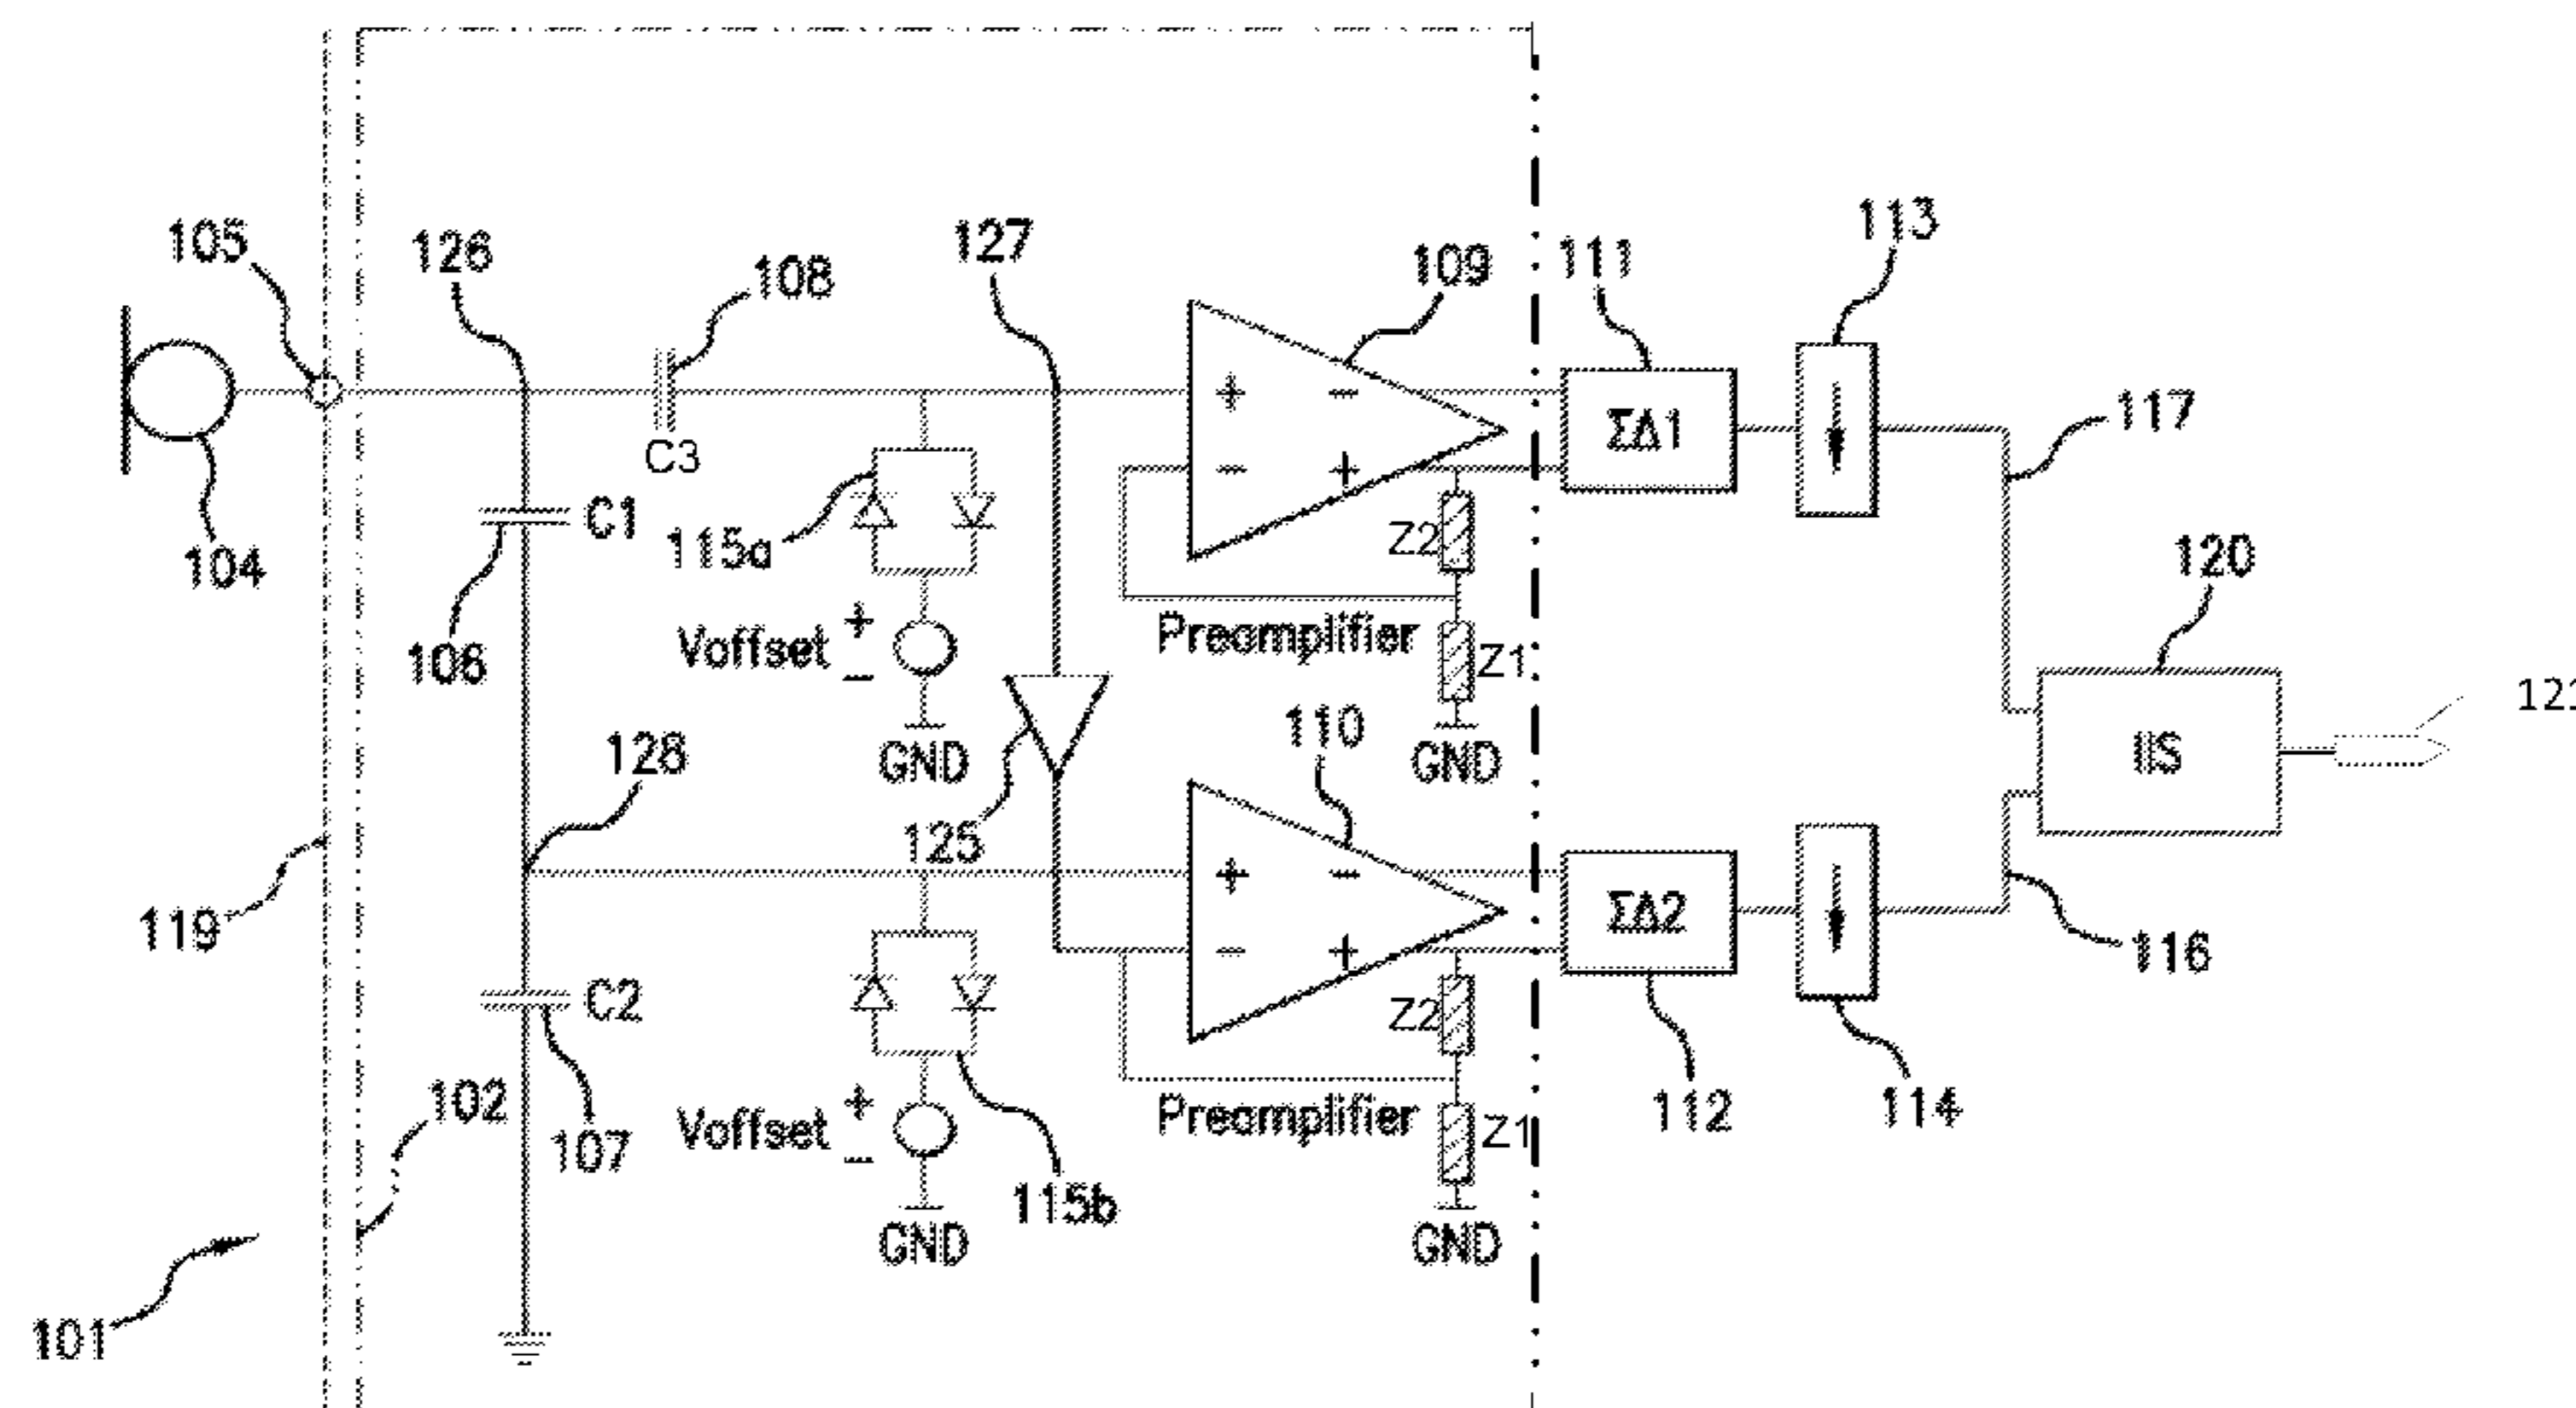 105
126
108
127
109
111
113
C3
+ −
ΣΔ1
117
104
106
C1
115a
− +
Z2
Voffset
+
−
GND
Preamplifier
Z1
GND
120
IIS
128
125
110
119
+ −
ΣΔ2
116
C2
107
102
− +
Z2
112
114
Voffset
+
−
GND
115b
Preamplifier
Z1
GND
101